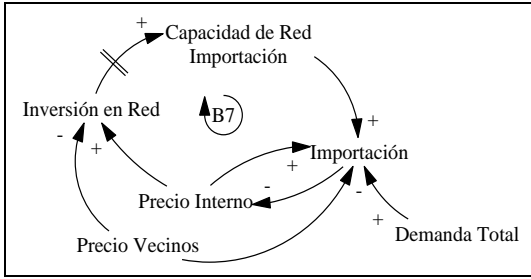 +
Capacidad de Red
Importación
Inversión en Red
B7
-
+
+
+
Importación
-
Precio Interno
-
+
Demanda Total
Precio Vecinos